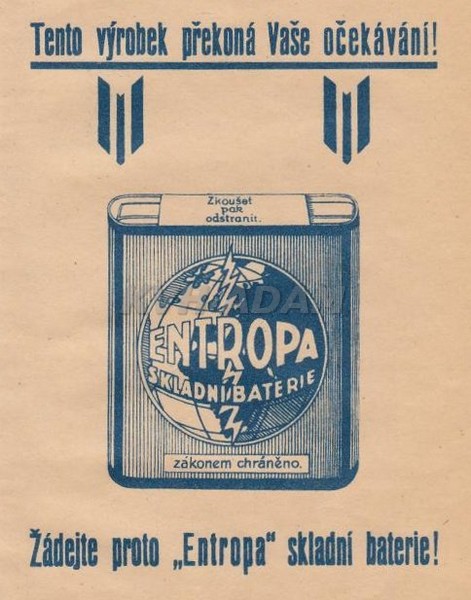 Tento výrobek překoná Vaše očekávání!
Zkoušet
pak
odstranit.
ENTROPA
SKLADNÍ BATERIE
zákonem chráněno.
Žádejte proto „Entropa“ skladní baterie!